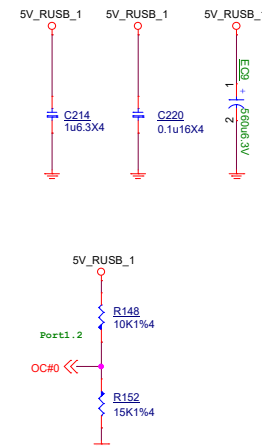 5V_RUSB_1
5V_RUSB_1
5V_RUSB_1
C214
1u6.3X4
C220
0.1u16X4
EC9
1
+
2
560u6.3V
5V_RUSB_1
R148
10K1%4
Port1.2
OC#0
R152
15K1%4